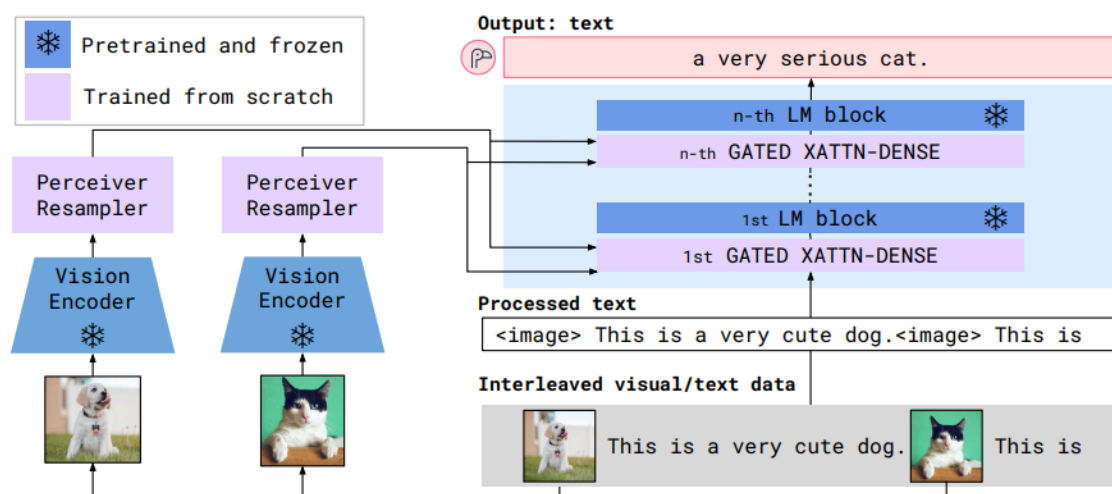 Pretrained and frozen
Trained from scratch
Perceiver
Resampler
Perceiver
Resampler
Vision
Encoder
Vision
Encoder
Output: text
a very serious cat.
n-th LM block
n-th GATED XATTN-DENSE
1st LM block
1st GATED XATTN-DENSE
Processed text
<image> This is a very cute dog.<image> This is
Interleaved visual/text data
This is a very cute dog. This is